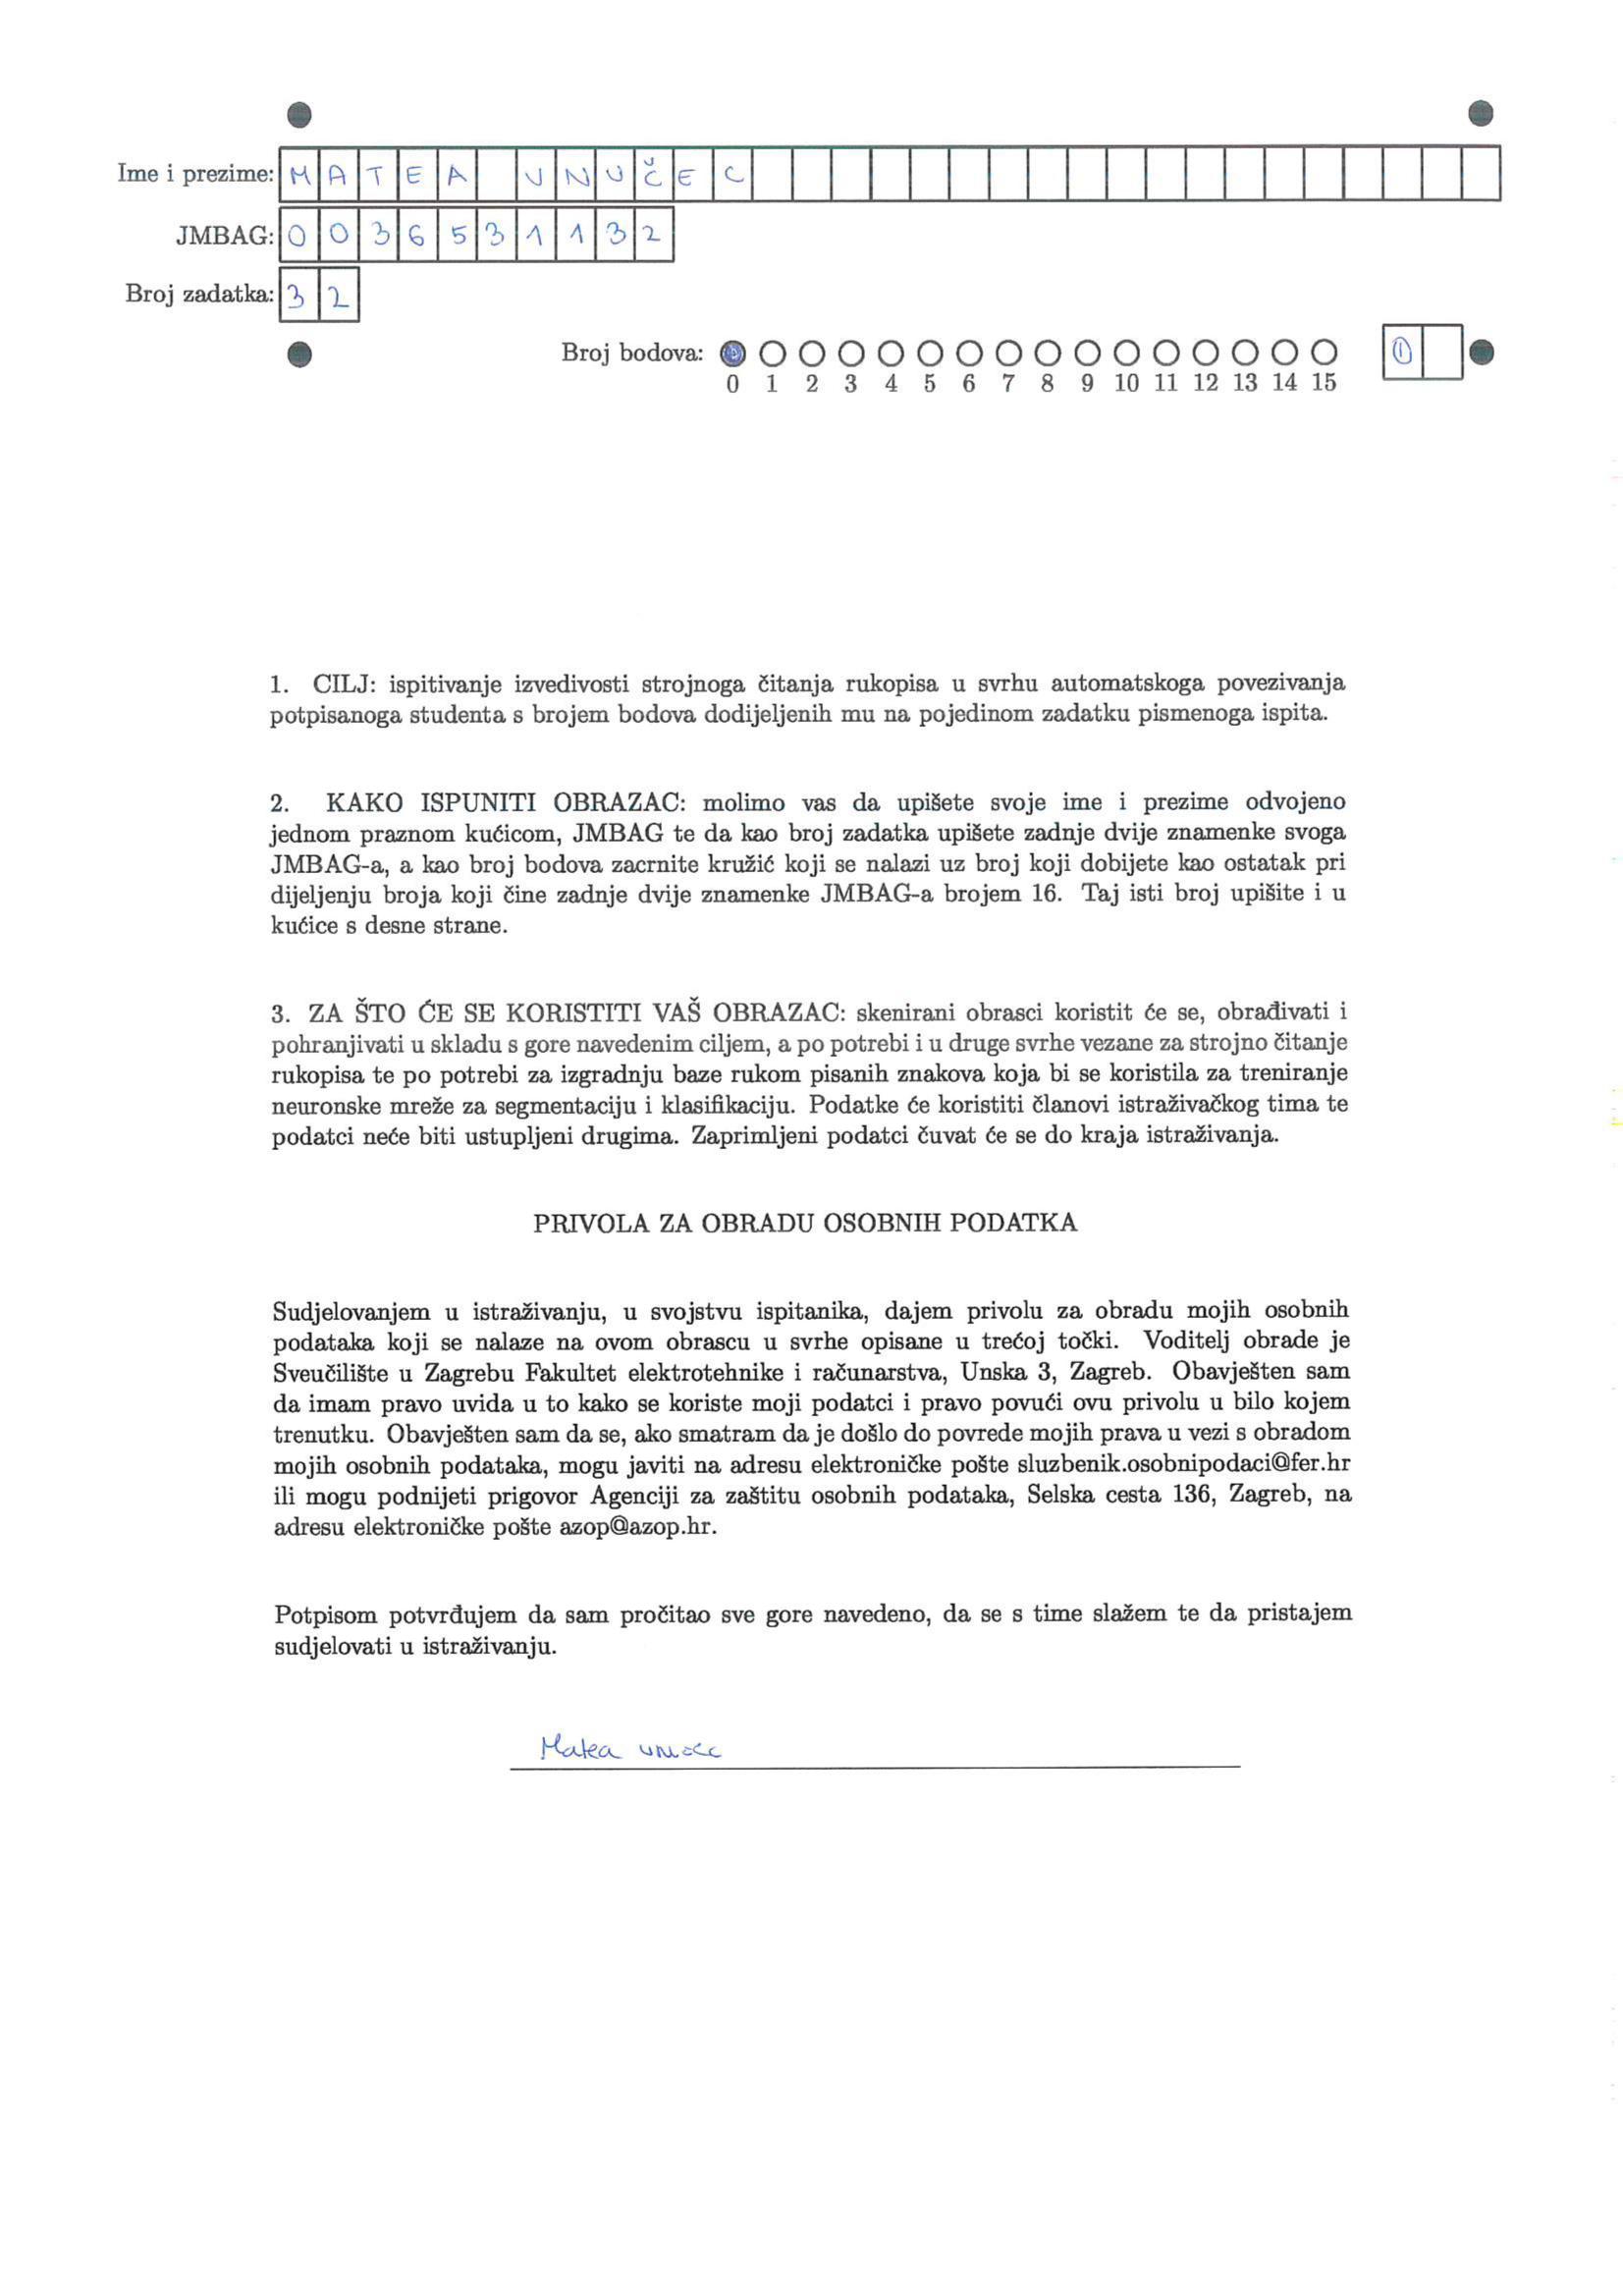 Ime i prezime: MATEA UNUČEC
JMBAG: 0036531132
Broj zadatka: 32
Broj bodova:
0 1 2 3 4 5 6 7 8 9 10 11 12 13 14 15
1. CILJ: ispitivanje izvedivosti strojnoga čitanja rukopisa u svrhu automatskoga povezivanja
potpisanoga studenta s brojem bodova dodijeljenih mu na pojedinom zadatku pismenoga ispita.
2. KAKO ISPUNITI OBRAZAC: molimo vas da upišete svoje ime i prezime odvojeno
jednom praznom kućicom, JMBAG te da kao broj zadatka upišete zadnje dvije znamenke svoga
JMBAG-a, a kao broj bodova zacrnite kružić koji se nalazi uz broj koji dobijete kao ostatak pri
dijeljenju broja koji čine zadnje dvije znamenke JMBAG-a brojem 16. Taj isti broj upišite i u
kućice s desne strane.
3. ZA ŠTO ĆE SE KORISTITI VAŠ OBRAZAC: skenirani obrasci koristit će se, obrađivati i
pohranjivati u skladu s gore navedenim ciljem, a po potrebi i u druge svrhe vezane za strojno čitanje
rukopisa te po potrebi za izgradnju baze rukom pisanih znakova koja bi se koristila za treniranje
neuronske mreže za segmentaciju i klasifikaciju. Podatke će koristiti članovi istraživačkog tima te
podatci neće biti ustupljeni drugima. Zaprimljeni podatci čuvat će se do kraja istraživanja.
PRIVOLA ZA OBRADU OSOBNIH PODATKA
Sudjelovanjem u istraživanju, u svojstvu ispitanika, dajem privolu za obradu mojih osobnih
podataka koji se nalaze na ovom obrascu u svrhe opisane u trećoj točki. Voditelj obrade je
Sveučilište u Zagrebu Fakultet elektrotehnike i računarstva, Unska 3, Zagreb. Obavješten sam
da imam pravo uvida u to kako se koriste moji podatci i pravo povući ovu privolu u bilo kojem
trenutku. Obavješten sam da se, ako smatram da je došlo do povrede mojih prava u vezi s obradom
mojih osobnih podataka, mogu javiti na adresu elektroničke pošte sluzbenik.osobnipodaci@fer.hr
ili mogu podnijeti prigovor Agenciji za zaštitu osobnih podataka, Selska cesta 136, Zagreb, na
adresu elektroničke pošte azop@azop.hr.
Potpisom potvrđujem da sam pročitao sve gore navedeno, da se s time slažem te da pristajem
sudjelovati u istraživanju.
Matea